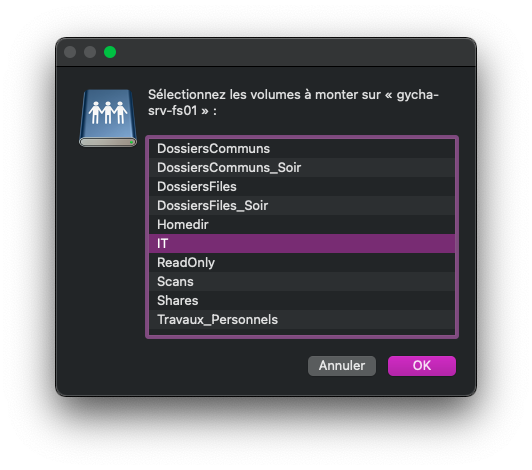 Sélectionnez les volumes à monter sur « gycha-
srv-fs01 » :
DossiersCommuns
DossiersCommuns_Soir
DossiersFiles
DossiersFiles_Soir
Homedir
IT
ReadOnly
Scans
Shares
Travaux_Personnels
Annuler
OK